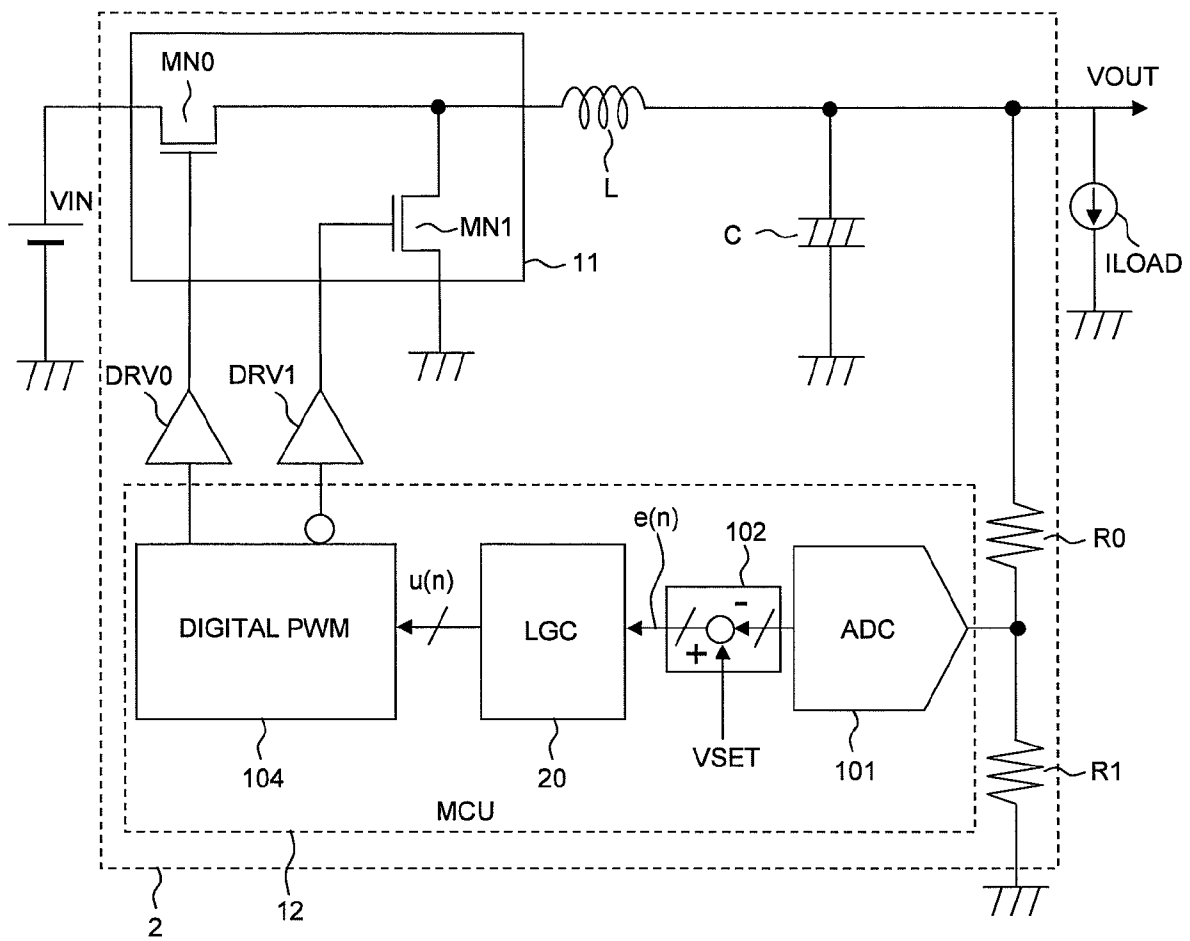 MN0
VOUT
VIN
L
MN1
C
11
ILOAD
DRV0
DRV1
e(n)
102
R0
u(n)
-
DIGITAL PWM
LGC
ADC
+
VSET
104
20
101
R1
MCU
12
2